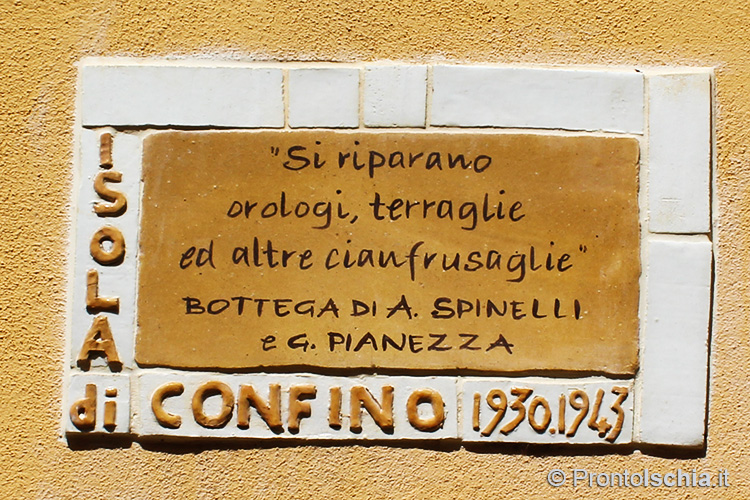 "Si riparano
orologi, terraglie
ed altre cianfrusaglie"
BOTTEGA DI A. SPINELLI
e G. PIANEZZA
ISOLA
di CONFINO 1930.1943
© ProntoIschia.it